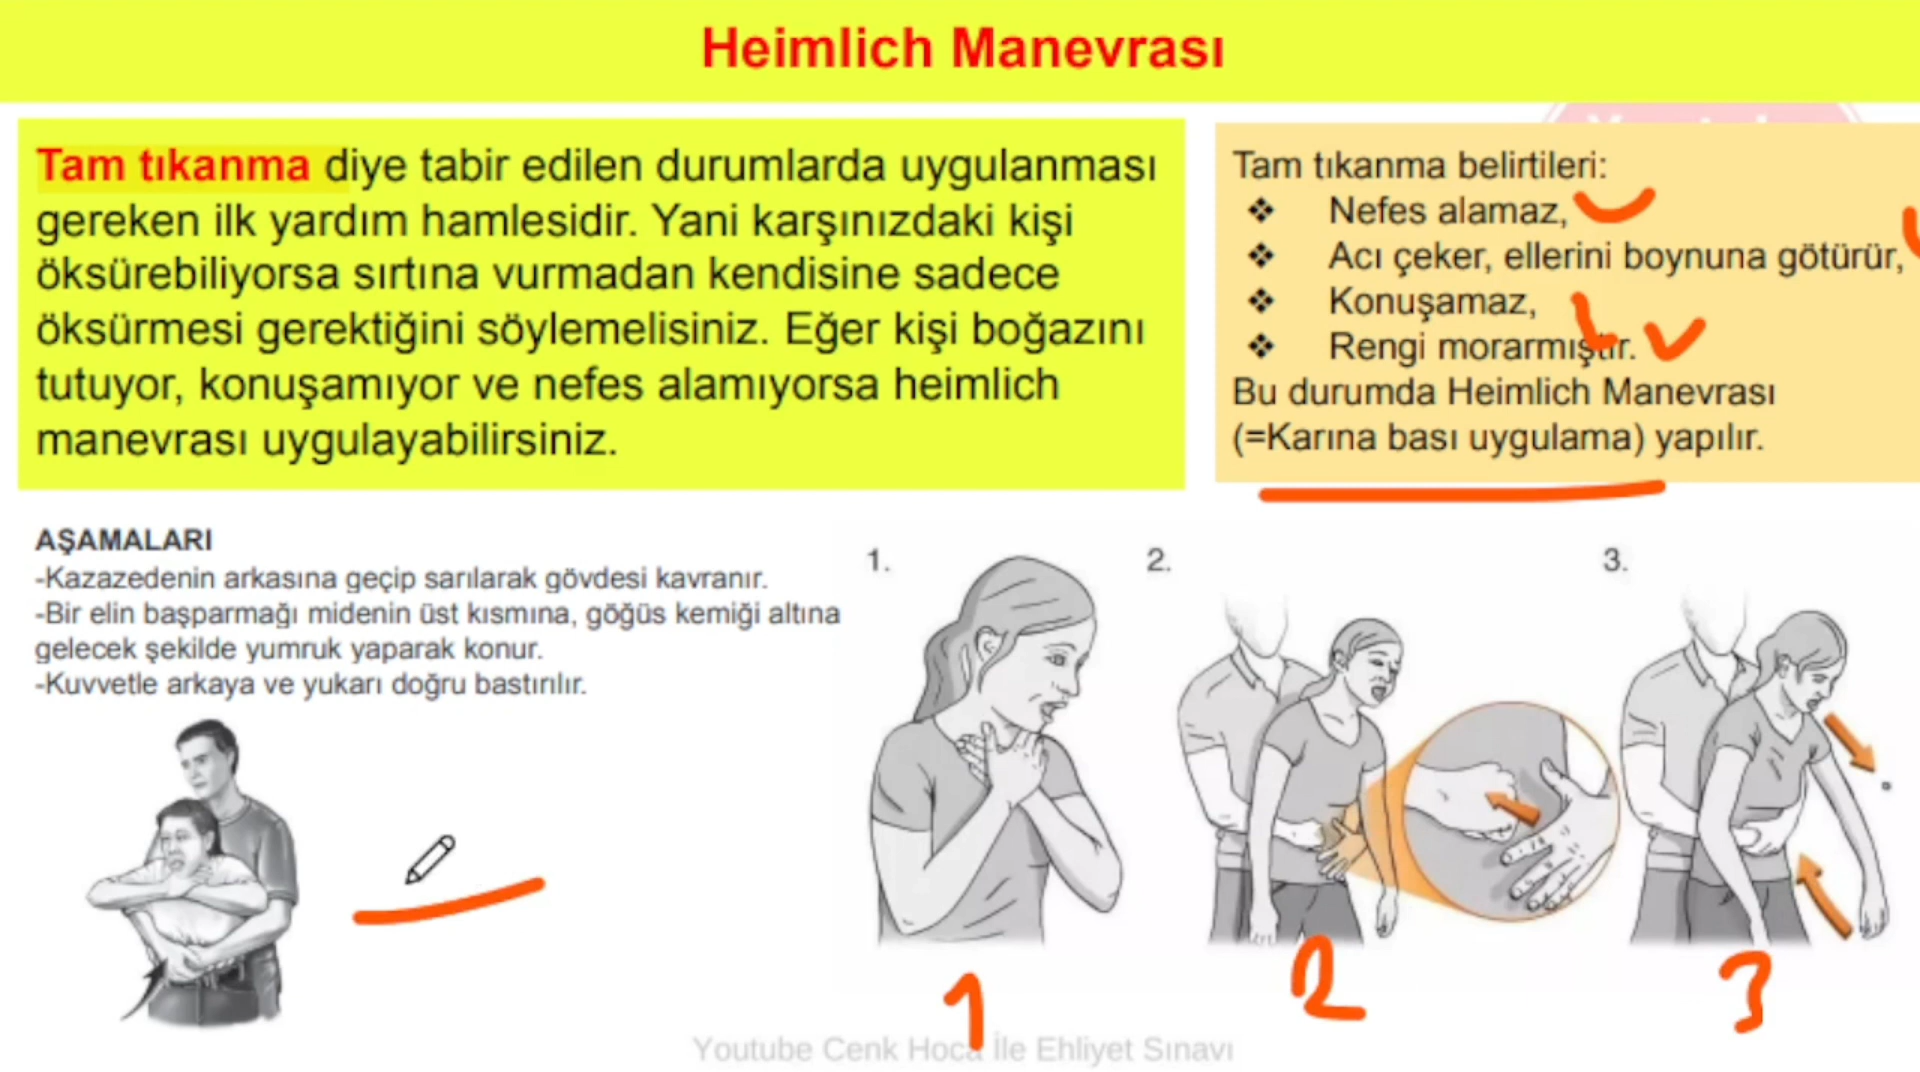 Heimlich Manevrası
Tam tıkanma diye tabir edilen durumlarda uygulanması
gereken ilk yardım hamlesidir. Yani karşınızdaki kişi
öksürebiliyorsa sırtına vurmadan kendisine sadece
öksürmesi gerektiğini söylemelisiniz. Eğer kişi boğazını
tutuyor, konuşamıyor ve nefes alamıyorsa heimlich
manevrası uygulayabilirsiniz.
Tam tıkanma belirtileri:
❖ Nefes alamaz,
❖ Acı çeker, ellerini boynuna götürür,
❖ Konuşamaz,
❖ Rengi morarmıştır.
Bu durumda Heimlich Manevrası
(=Karına bası uygulama) yapılır.
AŞAMALARI
-Kazazedenin arkasına geçip sarılarak gövdesi kavranır.
-Bir elin başparmağı midenin üst kısmına, göğüs kemiği altına
gelecek şekilde yumruk yaparak konur.
-Kuvvetle arkaya ve yukarı doğru bastırılır.
1.
2.
3.
1
2
3
Youtube Cenk Hoca İle Ehliyet Sınavı